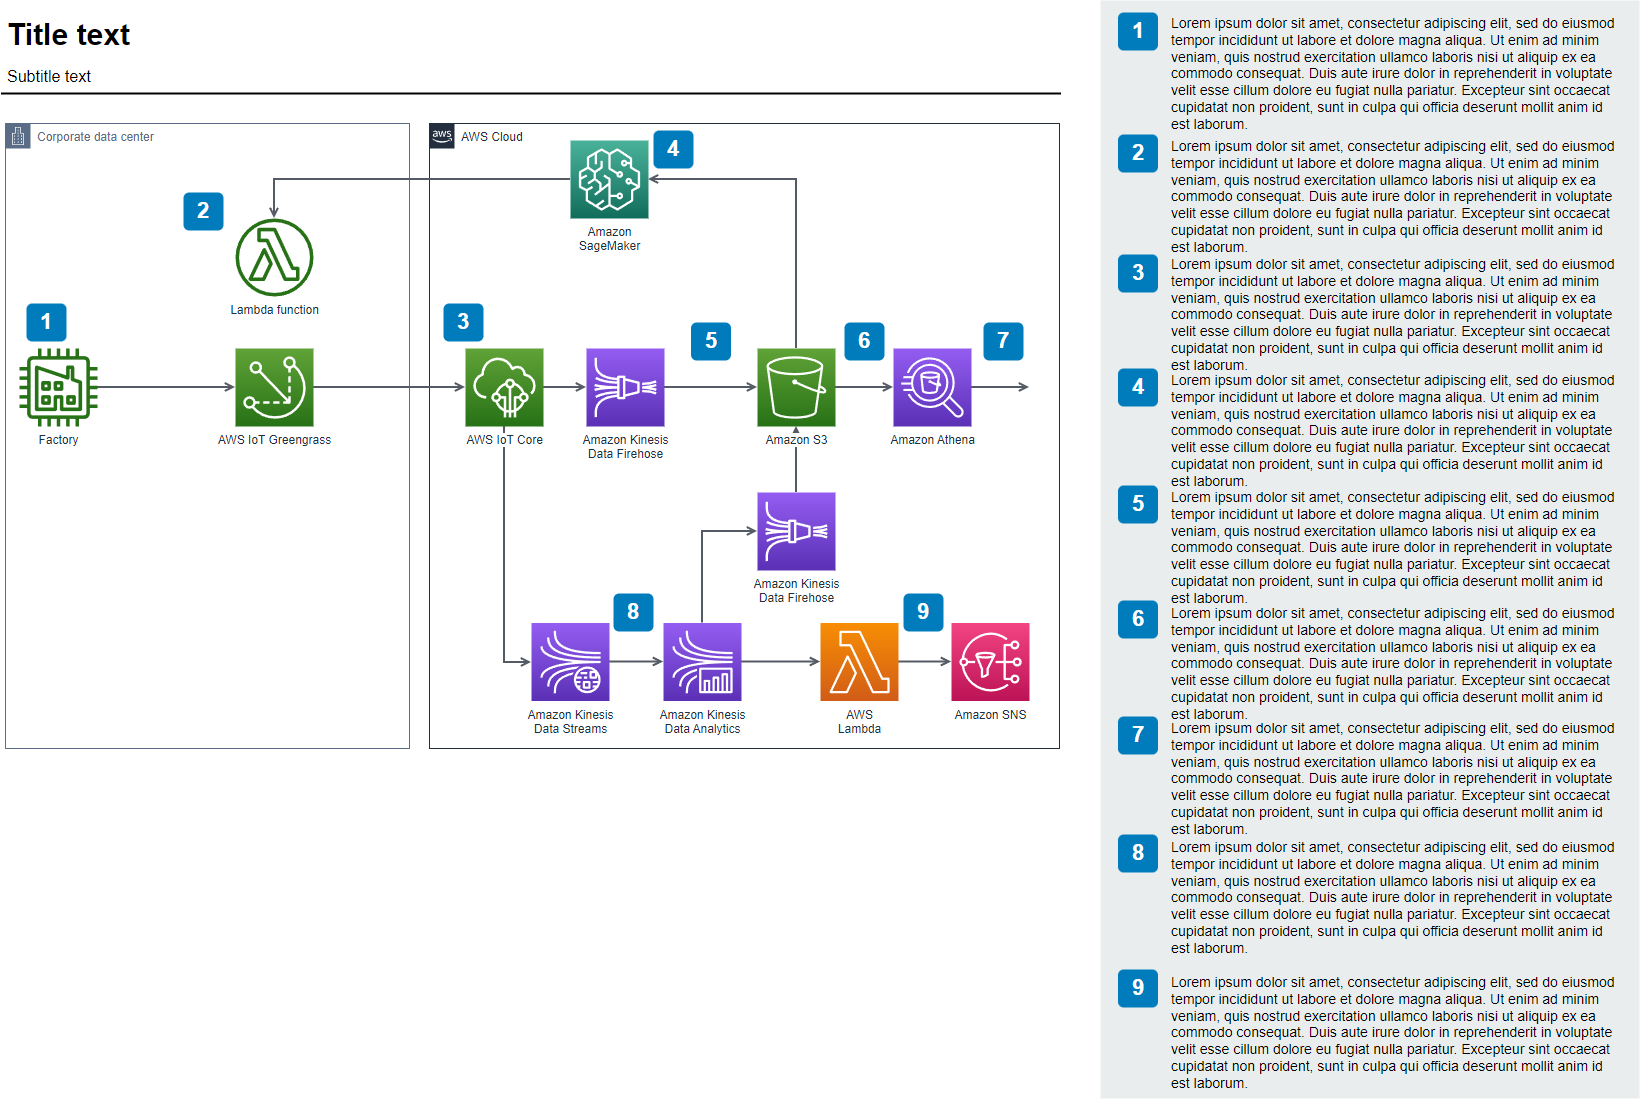 Title text
Subtitle text
Corporate data center
aws
AWS Cloud
4
Amazon
SageMaker
2
Lambda function
1
3
5
6
7
Factory
AWS IoT Greengrass
AWS IoT Core
Amazon Kinesis
Data Firehose
Amazon S3
Amazon Athena
Amazon Kinesis
Data Firehose
8
9
Amazon Kinesis
Data Streams
Amazon Kinesis
Data Analytics
AWS
Lambda
Amazon SNS
1
Lorem ipsum dolor sit amet, consectetur adipiscing elit, sed do eiusmod
tempor incididunt ut labore et dolore magna aliqua. Ut enim ad minim
veniam, quis nostrud exercitation ullamco laboris nisi ut aliquip ex ea
commodo consequat. Duis aute irure dolor in reprehenderit in voluptate
velit esse cillum dolore eu fugiat nulla pariatur. Excepteur sint occaecat
cupidatat non proident, sunt in culpa qui officia deserunt mollit anim id
est laborum.
2
Lorem ipsum dolor sit amet, consectetur adipiscing elit, sed do eiusmod
tempor incididunt ut labore et dolore magna aliqua. Ut enim ad minim
veniam, quis nostrud exercitation ullamco laboris nisi ut aliquip ex ea
commodo consequat. Duis aute irure dolor in reprehenderit in voluptate
velit esse cillum dolore eu fugiat nulla pariatur. Excepteur sint occaecat
cupidatat non proident, sunt in culpa qui officia deserunt mollit anim id
est laborum.
3
Lorem ipsum dolor sit amet, consectetur adipiscing elit, sed do eiusmod
tempor incididunt ut labore et dolore magna aliqua. Ut enim ad minim
veniam, quis nostrud exercitation ullamco laboris nisi ut aliquip ex ea
commodo consequat. Duis aute irure dolor in reprehenderit in voluptate
velit esse cillum dolore eu fugiat nulla pariatur. Excepteur sint occaecat
cupidatat non proident, sunt in culpa qui officia deserunt mollit anim id
est laborum.
4
Lorem ipsum dolor sit amet, consectetur adipiscing elit, sed do eiusmod
tempor incididunt ut labore et dolore magna aliqua. Ut enim ad minim
veniam, quis nostrud exercitation ullamco laboris nisi ut aliquip ex ea
commodo consequat. Duis aute irure dolor in reprehenderit in voluptate
velit esse cillum dolore eu fugiat nulla pariatur. Excepteur sint occaecat
cupidatat non proident, sunt in culpa qui officia deserunt mollit anim id
est laborum.
5
Lorem ipsum dolor sit amet, consectetur adipiscing elit, sed do eiusmod
tempor incididunt ut labore et dolore magna aliqua. Ut enim ad minim
veniam, quis nostrud exercitation ullamco laboris nisi ut aliquip ex ea
commodo consequat. Duis aute irure dolor in reprehenderit in voluptate
velit esse cillum dolore eu fugiat nulla pariatur. Excepteur sint occaecat
cupidatat non proident, sunt in culpa qui officia deserunt mollit anim id
est laborum.
6
Lorem ipsum dolor sit amet, consectetur adipiscing elit, sed do eiusmod
tempor incididunt ut labore et dolore magna aliqua. Ut enim ad minim
veniam, quis nostrud exercitation ullamco laboris nisi ut aliquip ex ea
commodo consequat. Duis aute irure dolor in reprehenderit in voluptate
velit esse cillum dolore eu fugiat nulla pariatur. Excepteur sint occaecat
cupidatat non proident, sunt in culpa qui officia deserunt mollit anim id
est laborum.
7
Lorem ipsum dolor sit amet, consectetur adipiscing elit, sed do eiusmod
tempor incididunt ut labore et dolore magna aliqua. Ut enim ad minim
veniam, quis nostrud exercitation ullamco laboris nisi ut aliquip ex ea
commodo consequat. Duis aute irure dolor in reprehenderit in voluptate
velit esse cillum dolore eu fugiat nulla pariatur. Excepteur sint occaecat
cupidatat non proident, sunt in culpa qui officia deserunt mollit anim id
est laborum.
8
Lorem ipsum dolor sit amet, consectetur adipiscing elit, sed do eiusmod
tempor incididunt ut labore et dolore magna aliqua. Ut enim ad minim
veniam, quis nostrud exercitation ullamco laboris nisi ut aliquip ex ea
commodo consequat. Duis aute irure dolor in reprehenderit in voluptate
velit esse cillum dolore eu fugiat nulla pariatur. Excepteur sint occaecat
cupidatat non proident, sunt in culpa qui officia deserunt mollit anim id
est laborum.
9
Lorem ipsum dolor sit amet, consectetur adipiscing elit, sed do eiusmod
tempor incididunt ut labore et dolore magna aliqua. Ut enim ad minim
veniam, quis nostrud exercitation ullamco laboris nisi ut aliquip ex ea
commodo consequat. Duis aute irure dolor in reprehenderit in voluptate
velit esse cillum dolore eu fugiat nulla pariatur. Excepteur sint occaecat
cupidatat non proident, sunt in culpa qui officia deserunt mollit anim id
est laborum.